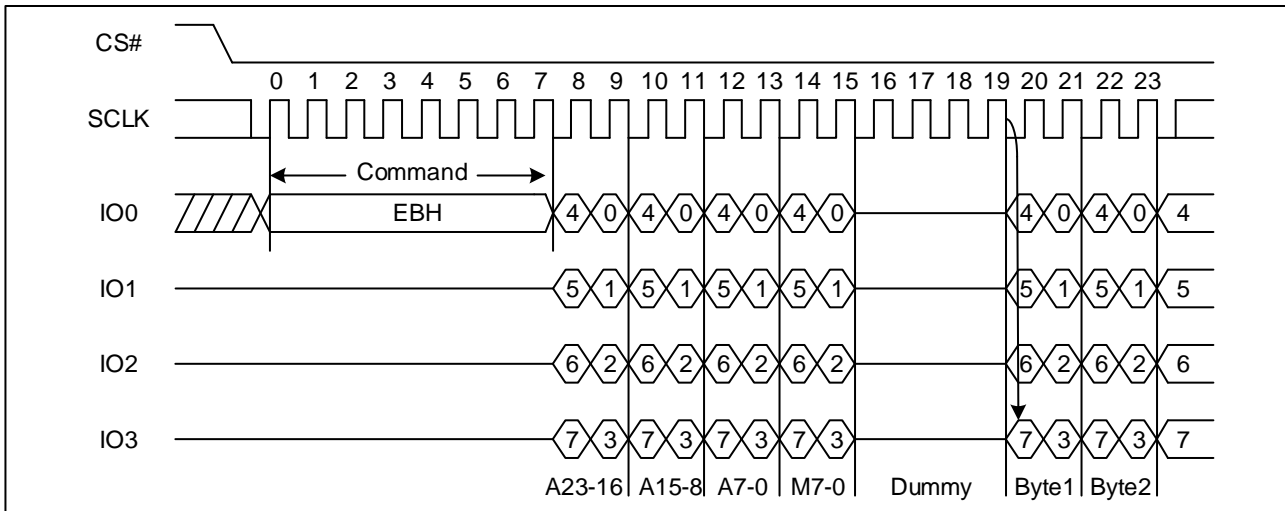 CS#
0 1 2 3 4 5 6 7 8 9 10 11 12 13 14 15 16 17 18 19 20 21 22 23
SCLK
Command
IO0 EBH 4 0 4 0 4 0 4 0 4 0 4 0 4
IO1 5 1 5 1 5 1 5 1 5 1 5 1 5
IO2 6 2 6 2 6 2 6 2 6 2 6 2 6
IO3 7 3 7 3 7 3 7 3 7 3 7 3 7
A23-16 A15-8 A7-0 M7-0 Dummy Byte1 Byte2